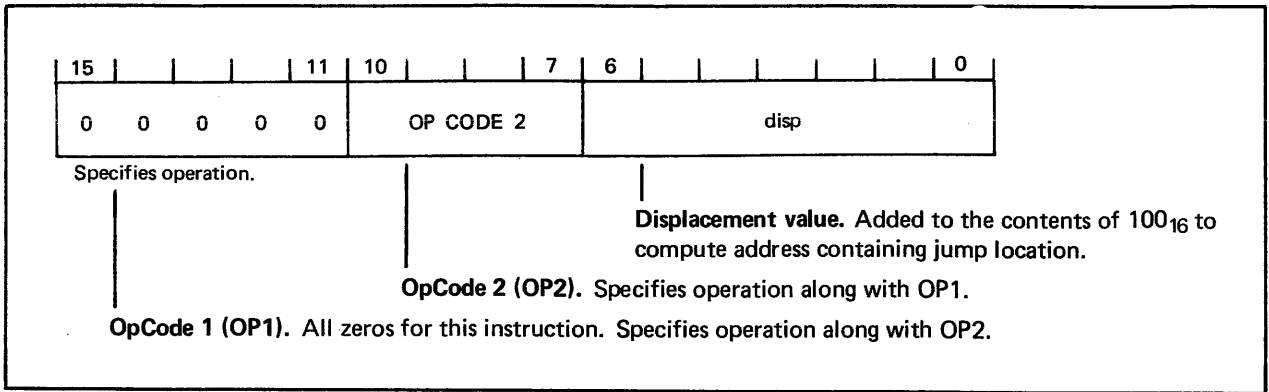 15 11 10 7 6 0
0 0 0 0 0 OP CODE 2 disp
Specifies operation.
Displacement value. Added to the contents of 100₁₆ to
compute address containing jump location.
OpCode 2 (OP2). Specifies operation along with OP1.
OpCode 1 (OP1). All zeros for this instruction. Specifies operation along with OP2.